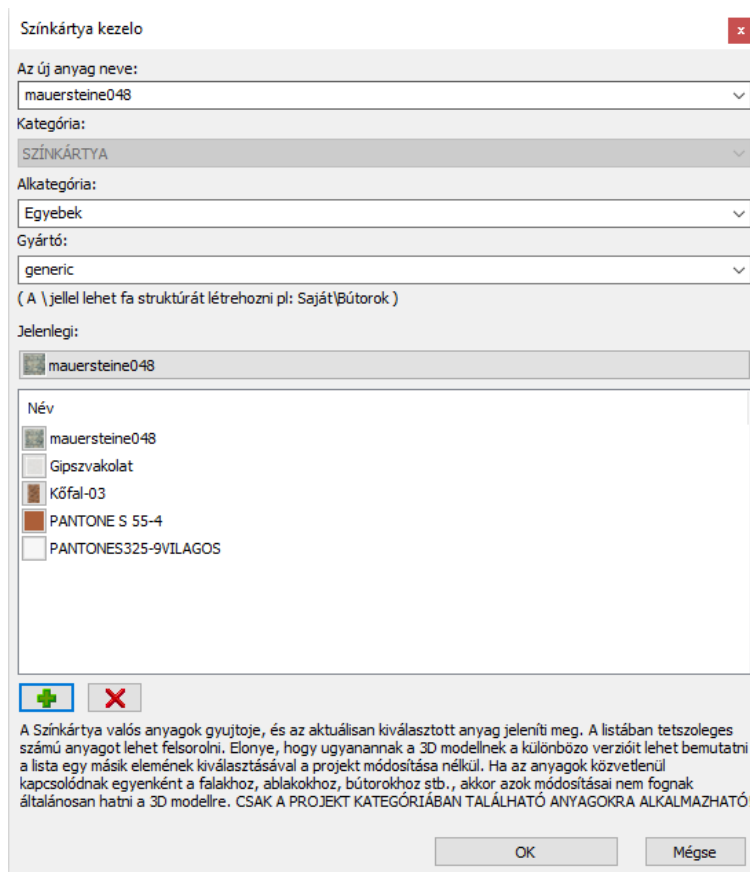 Színkártya kezelo
x
Az új anyag neve:
mauersteine048
Kategória:
SZÍNKÁRTYA
Alkategória:
Egyebek
Gyártó:
generic
( A \ jellel lehet fa struktúrát létrehozni pl: Saját\Bútorok )
Jelenlegi:
mauersteine048
Név
mauersteine048
Gipszvakolat
Kőfal-03
PANTONE S 55-4
PANTONES325-9VILAGOS
A Színkártya valós anyagok gyujtoje, és az aktuálisan kiválasztott anyag jeleníti meg. A listában tetszoleges
számú anyagot lehet felsorolni. Elonye, hogy ugyanannak a 3D modellnek a különbözo verzióit lehet bemutatni
a lista egy másik elemének kiválasztásával a projekt módosítása nélkül. Ha az anyagok közvetlenül
kapcsolódnak egyenként a falakhoz, ablakokhoz, bútorokhoz stb., akkor azok módosításai nem fognak
általánosan hatni a 3D modellre. CSAK A PROJEKT KATEGÓRIÁBAN TALÁLHATÓ ANYAGOKRA ALKALMAZHATÓ!
OK
Mégse